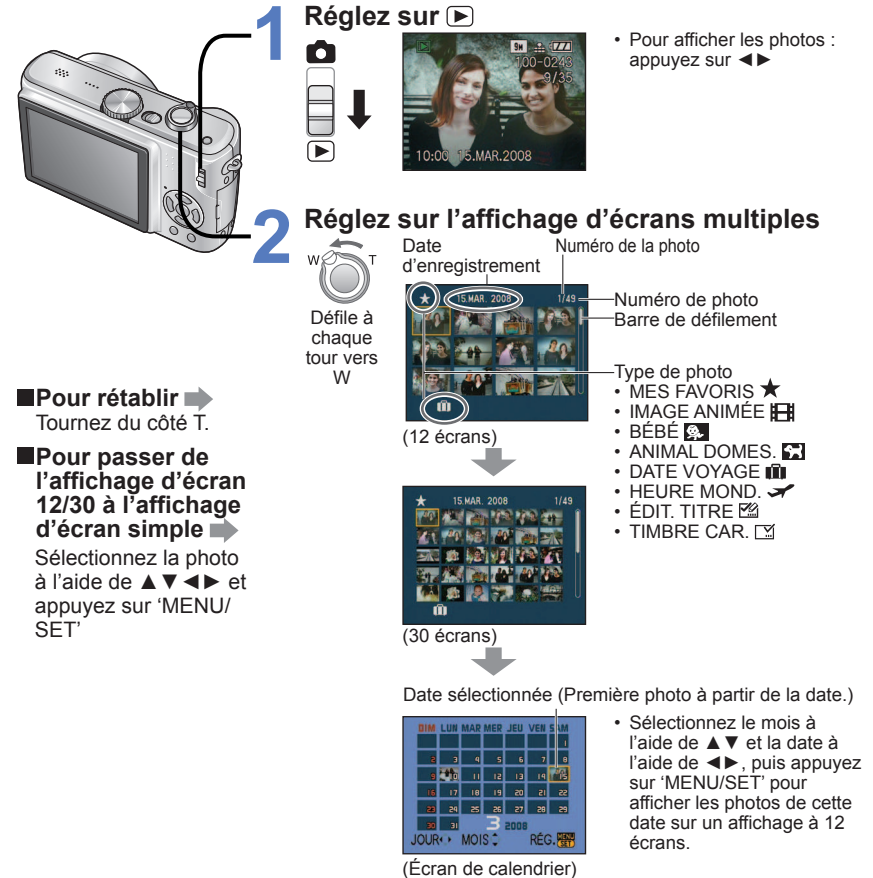 1 Réglez sur
• Pour afficher les photos :
appuyez sur ◄►
9M
100-0243
9/35
10:00 15.MAR.2008
2 Réglez sur l'affichage d'écrans multiples
W T
Défile à
chaque
tour vers
W
Date
d'enregistrement
Numéro de la photo
★ 15.MAR. 2008 1/49
Numéro de photo
Barre de défilement
Type de photo
• MES FAVORIS ★
• IMAGE ANIMÉE
• BÉBÉ
• ANIMAL DOMES.
• DATE VOYAGE
• HEURE MOND.
• ÉDIT. TITRE
• TIMBRE CAR.
(12 écrans)
■Pour rétablir
Tournez du côté T.
■Pour passer de
l'affichage d'écran
12/30 à l'affichage
d'écran simple
Sélectionnez la photo
à l'aide de ▲▼◄► et
appuyez sur ‘MENU/
SET’
★ 15.MAR. 2008 1/49
(30 écrans)
Date sélectionnée (Première photo à partir de la date.)
DIM LUN MAR MER JEU VEN SAM
1
2 3 4 5 6 7 8
9 10 11 12 13 14 15
16 17 18 19 20 21 22
23 24 25 26 27 28 29
30 31 3 2008
JOUR MOIS RÉG. MENU SET
(Écran de calendrier)
• Sélectionnez le mois à
l'aide de ▲▼ et la date à
l'aide de ◄►, puis appuyez
sur ‘MENU/SET’ pour
afficher les photos de cette
date sur un affichage à 12
écrans.